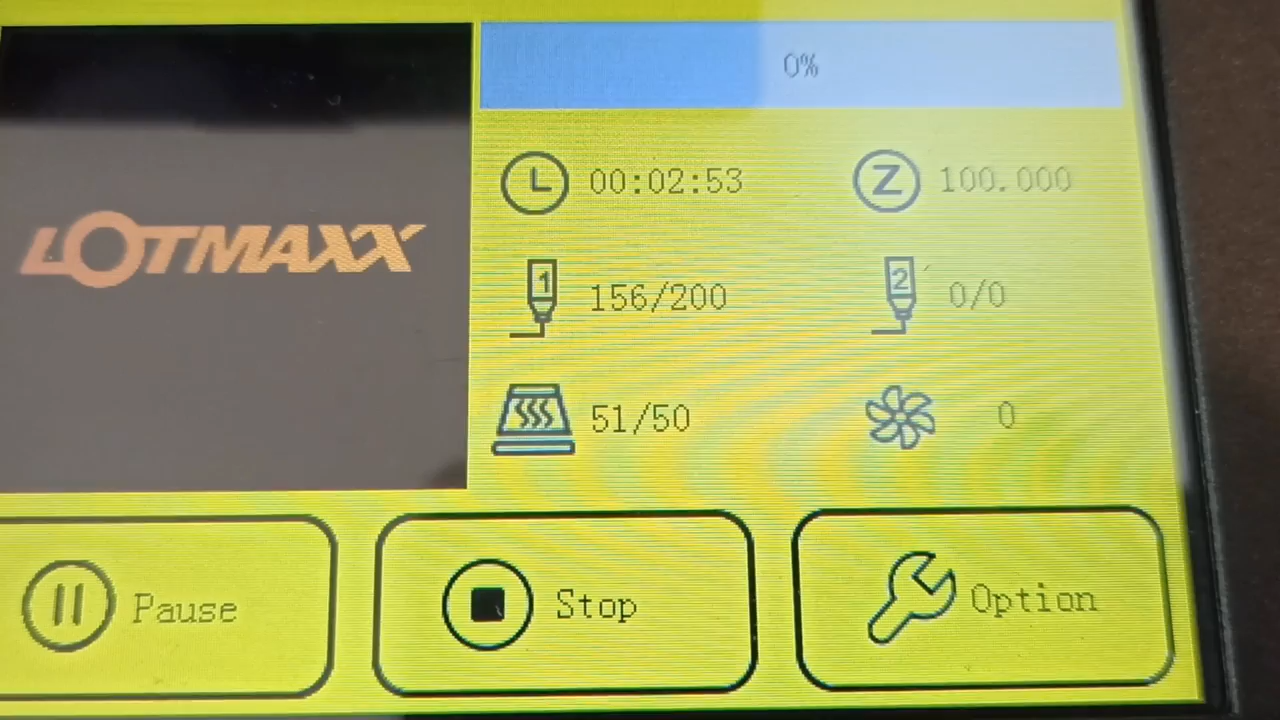 0%
LOTMAXX
00:02:53
Z 100.000
1 156/200
2 0/0
51/50
0
Pause
Stop
Option